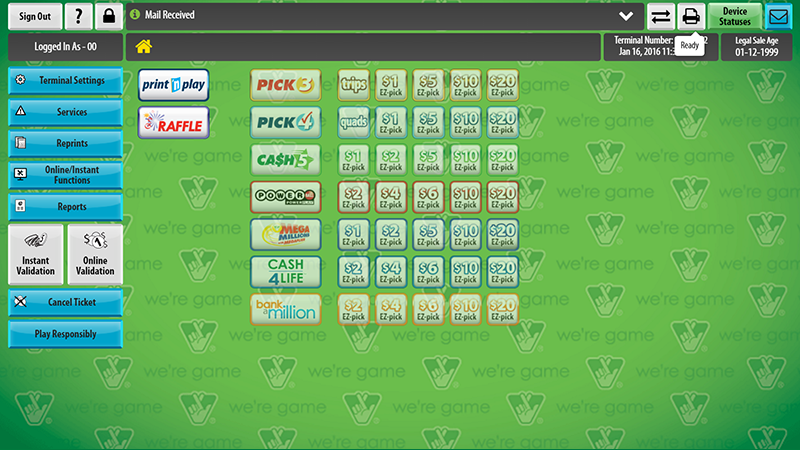 Sign Out
?
Mail Received
Device
Statuses
Logged In As - 00
Terminal Number:
Jan 16, 2016 11:
Ready
Legal Sale Age
01-12-1999
Terminal Settings
Services
Reprints
Online/Instant
Functions
Reports
Instant
Validation
Online
Validation
Cancel Ticket
Play Responsibly
print n play
RAFFLE
PICK 3
trips
$1 EZ-pick
$5 EZ-pick
$10 EZ-pick
$20 EZ-pick
PICK 4
quads
$1 EZ-pick
$5 EZ-pick
$10 EZ-pick
$20 EZ-pick
CA$H 5
$1 EZ-pick
$2 EZ-pick
$5 EZ-pick
$10 EZ-pick
$20 EZ-pick
POWER
$2 EZ-pick
$4 EZ-pick
$6 EZ-pick
$10 EZ-pick
$20 EZ-pick
MEGA
MILLIONS
$1 EZ-pick
$2 EZ-pick
$5 EZ-pick
$10 EZ-pick
$20 EZ-pick
CASH
4LIFE
$2 EZ-pick
$4 EZ-pick
$6 EZ-pick
$10 EZ-pick
$20 EZ-pick
bank
a million
$2 EZ-pick
$4 EZ-pick
$6 EZ-pick
$10 EZ-pick
$20 EZ-pick
we're game